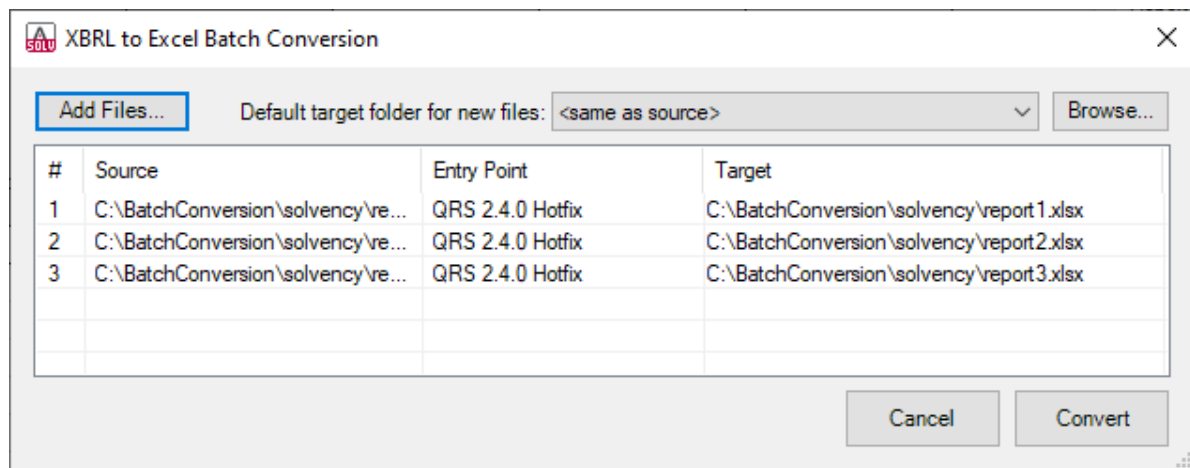 SOLV XBRL to Excel Batch Conversion
Add Files... Default target folder for new files: <same as source> Browse...
# Source Entry Point Target
1 C:\BatchConversion\solvency\re... QRS 2.4.0 Hotfix C:\BatchConversion\solvency\report1.xlsx
2 C:\BatchConversion\solvency\re... QRS 2.4.0 Hotfix C:\BatchConversion\solvency\report2.xlsx
3 C:\BatchConversion\solvency\re... QRS 2.4.0 Hotfix C:\BatchConversion\solvency\report3.xlsx
Cancel Convert